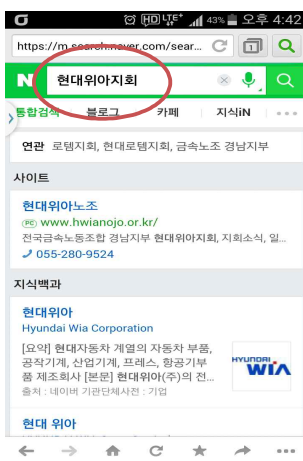 HD LTE+ 43% 오후 4:42
https://m.search.naver.com/sear... 1
N 현대위아지회
통합검색 블로그 카페 지식iN
연관 로템지회, 현대로템지회, 금속노조 경남지부
사이트
현대위아노조
PC www.hwianojo.or.kr/
전국금속노동조합 경남지부 현대위아지회, 지회소식, 일...
055-280-9524
지식백과
현대위아
Hyundai Wia Corporation
[요약] 현대자동차 계열의 자동차 부품,
공작기계, 산업기계, 프레스, 항공기부
품 제조회사 [본문] 현대위아(주)의 전...
HYUNDAI WIA
출처 : 네이버 기관단체사전 : 기업
현대 위아